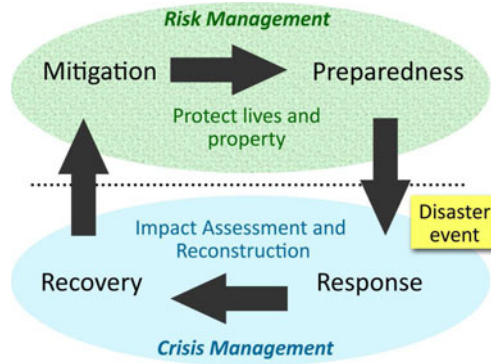 Risk Management
Mitigation
Preparedness
Protect lives and
property
Disaster
event
Impact Assessment and
Reconstruction
Recovery
Response
Crisis Management